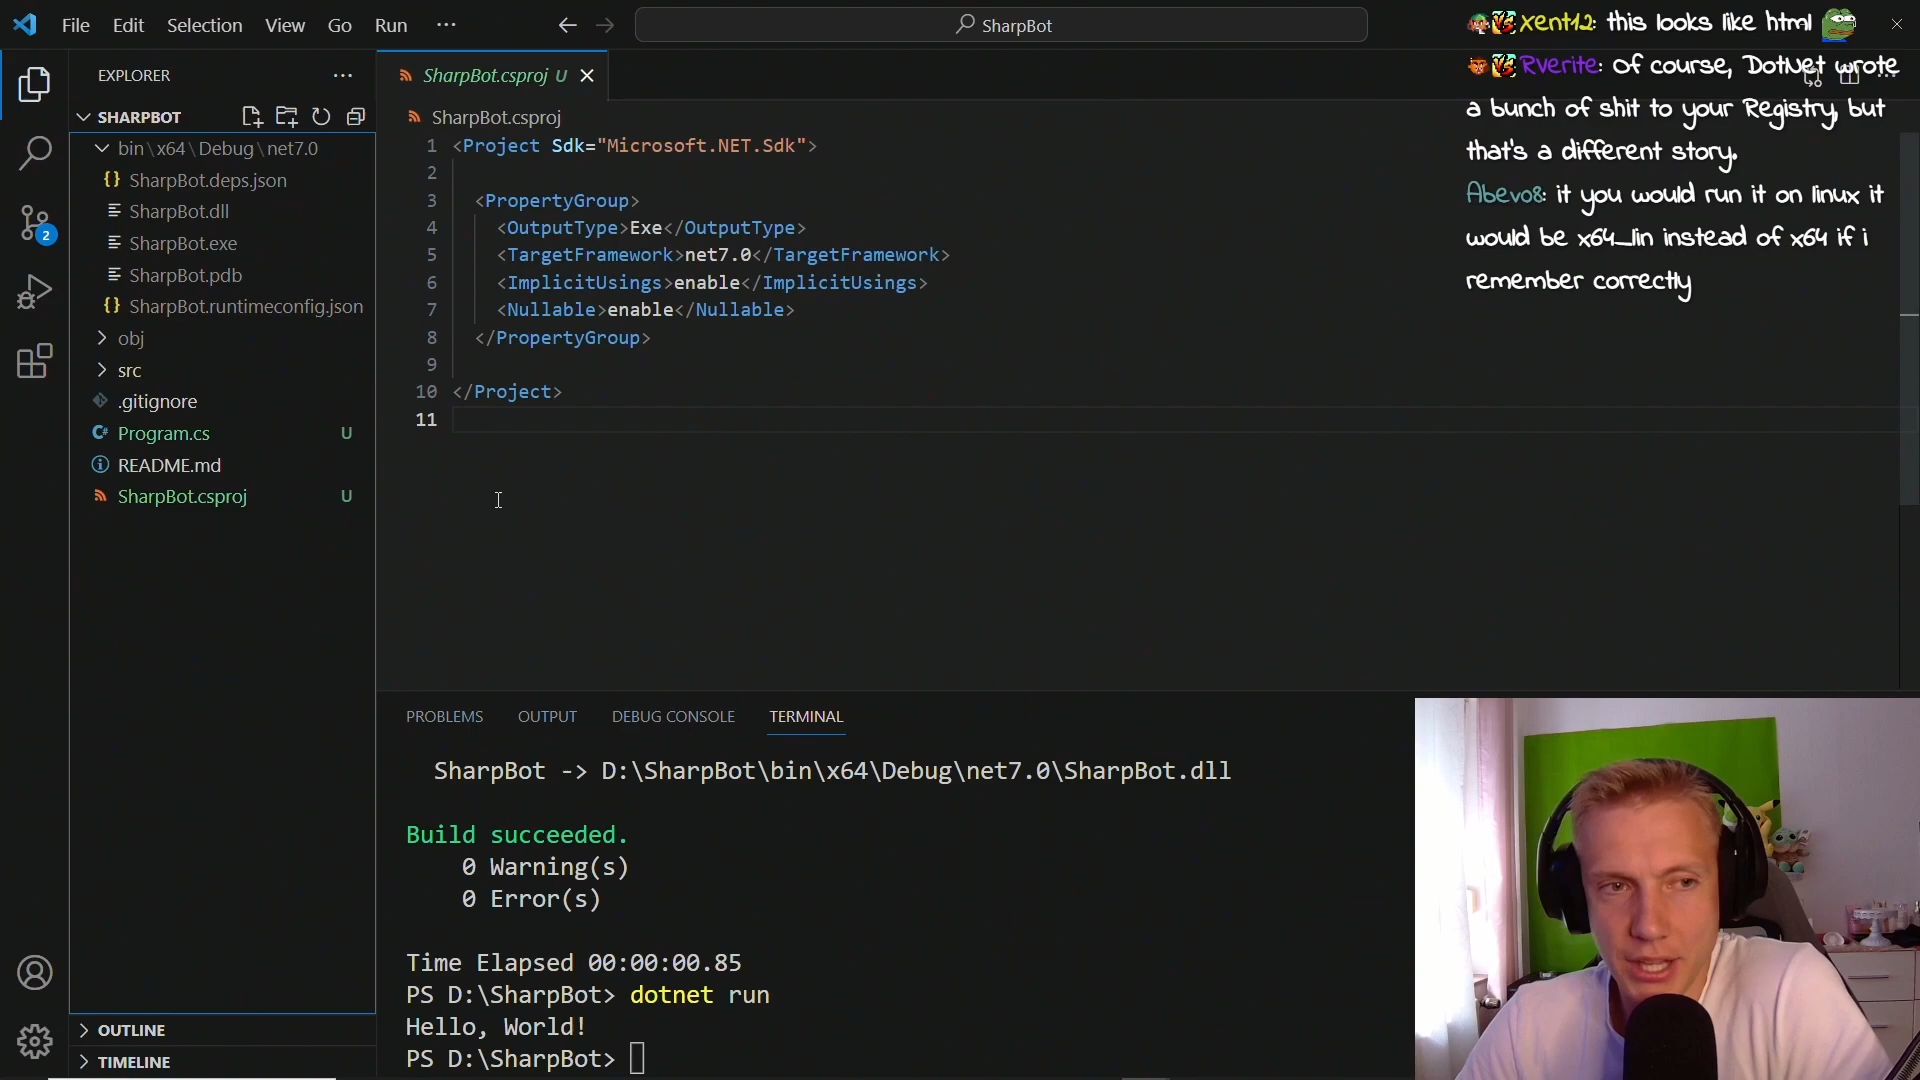 File Edit Selection View Go Run ··· SharpBot
EXPLORER ···
SHARPBOT
bin\x64\Debug\net7.0
{} SharpBot.deps.json
SharpBot.dll
SharpBot.exe
SharpBot.pdb
{} SharpBot.runtimeconfig.json
obj
src
.gitignore
C# Program.cs U
README.md
SharpBot.csproj U
2
OUTLINE
TIMELINE
SharpBot.csproj U
SharpBot.csproj
1 <Project Sdk="Microsoft.NET.Sdk">
2
3 <PropertyGroup>
4 <OutputType>Exe</OutputType>
5 <TargetFramework>net7.0</TargetFramework>
6 <ImplicitUsings>enable</ImplicitUsings>
7 <Nullable>enable</Nullable>
8 </PropertyGroup>
9
10 </Project>
11
PROBLEMS OUTPUT DEBUG CONSOLE TERMINAL
SharpBot -> D:\SharpBot\bin\x64\Debug\net7.0\SharpBot.dll
Build succeeded.
0 Warning(s)
0 Error(s)
Time Elapsed 00:00:00.85
PS D:\SharpBot> dotnet run
Hello, World!
PS D:\SharpBot>
xent12: this looks like html
Rverite: Of course, DotNet wrote
a bunch of shit to your Registry, but
that's a different story.
Abevo8: it you would run it on linux it
would be x64_lin instead of x64 if i
remember correctly